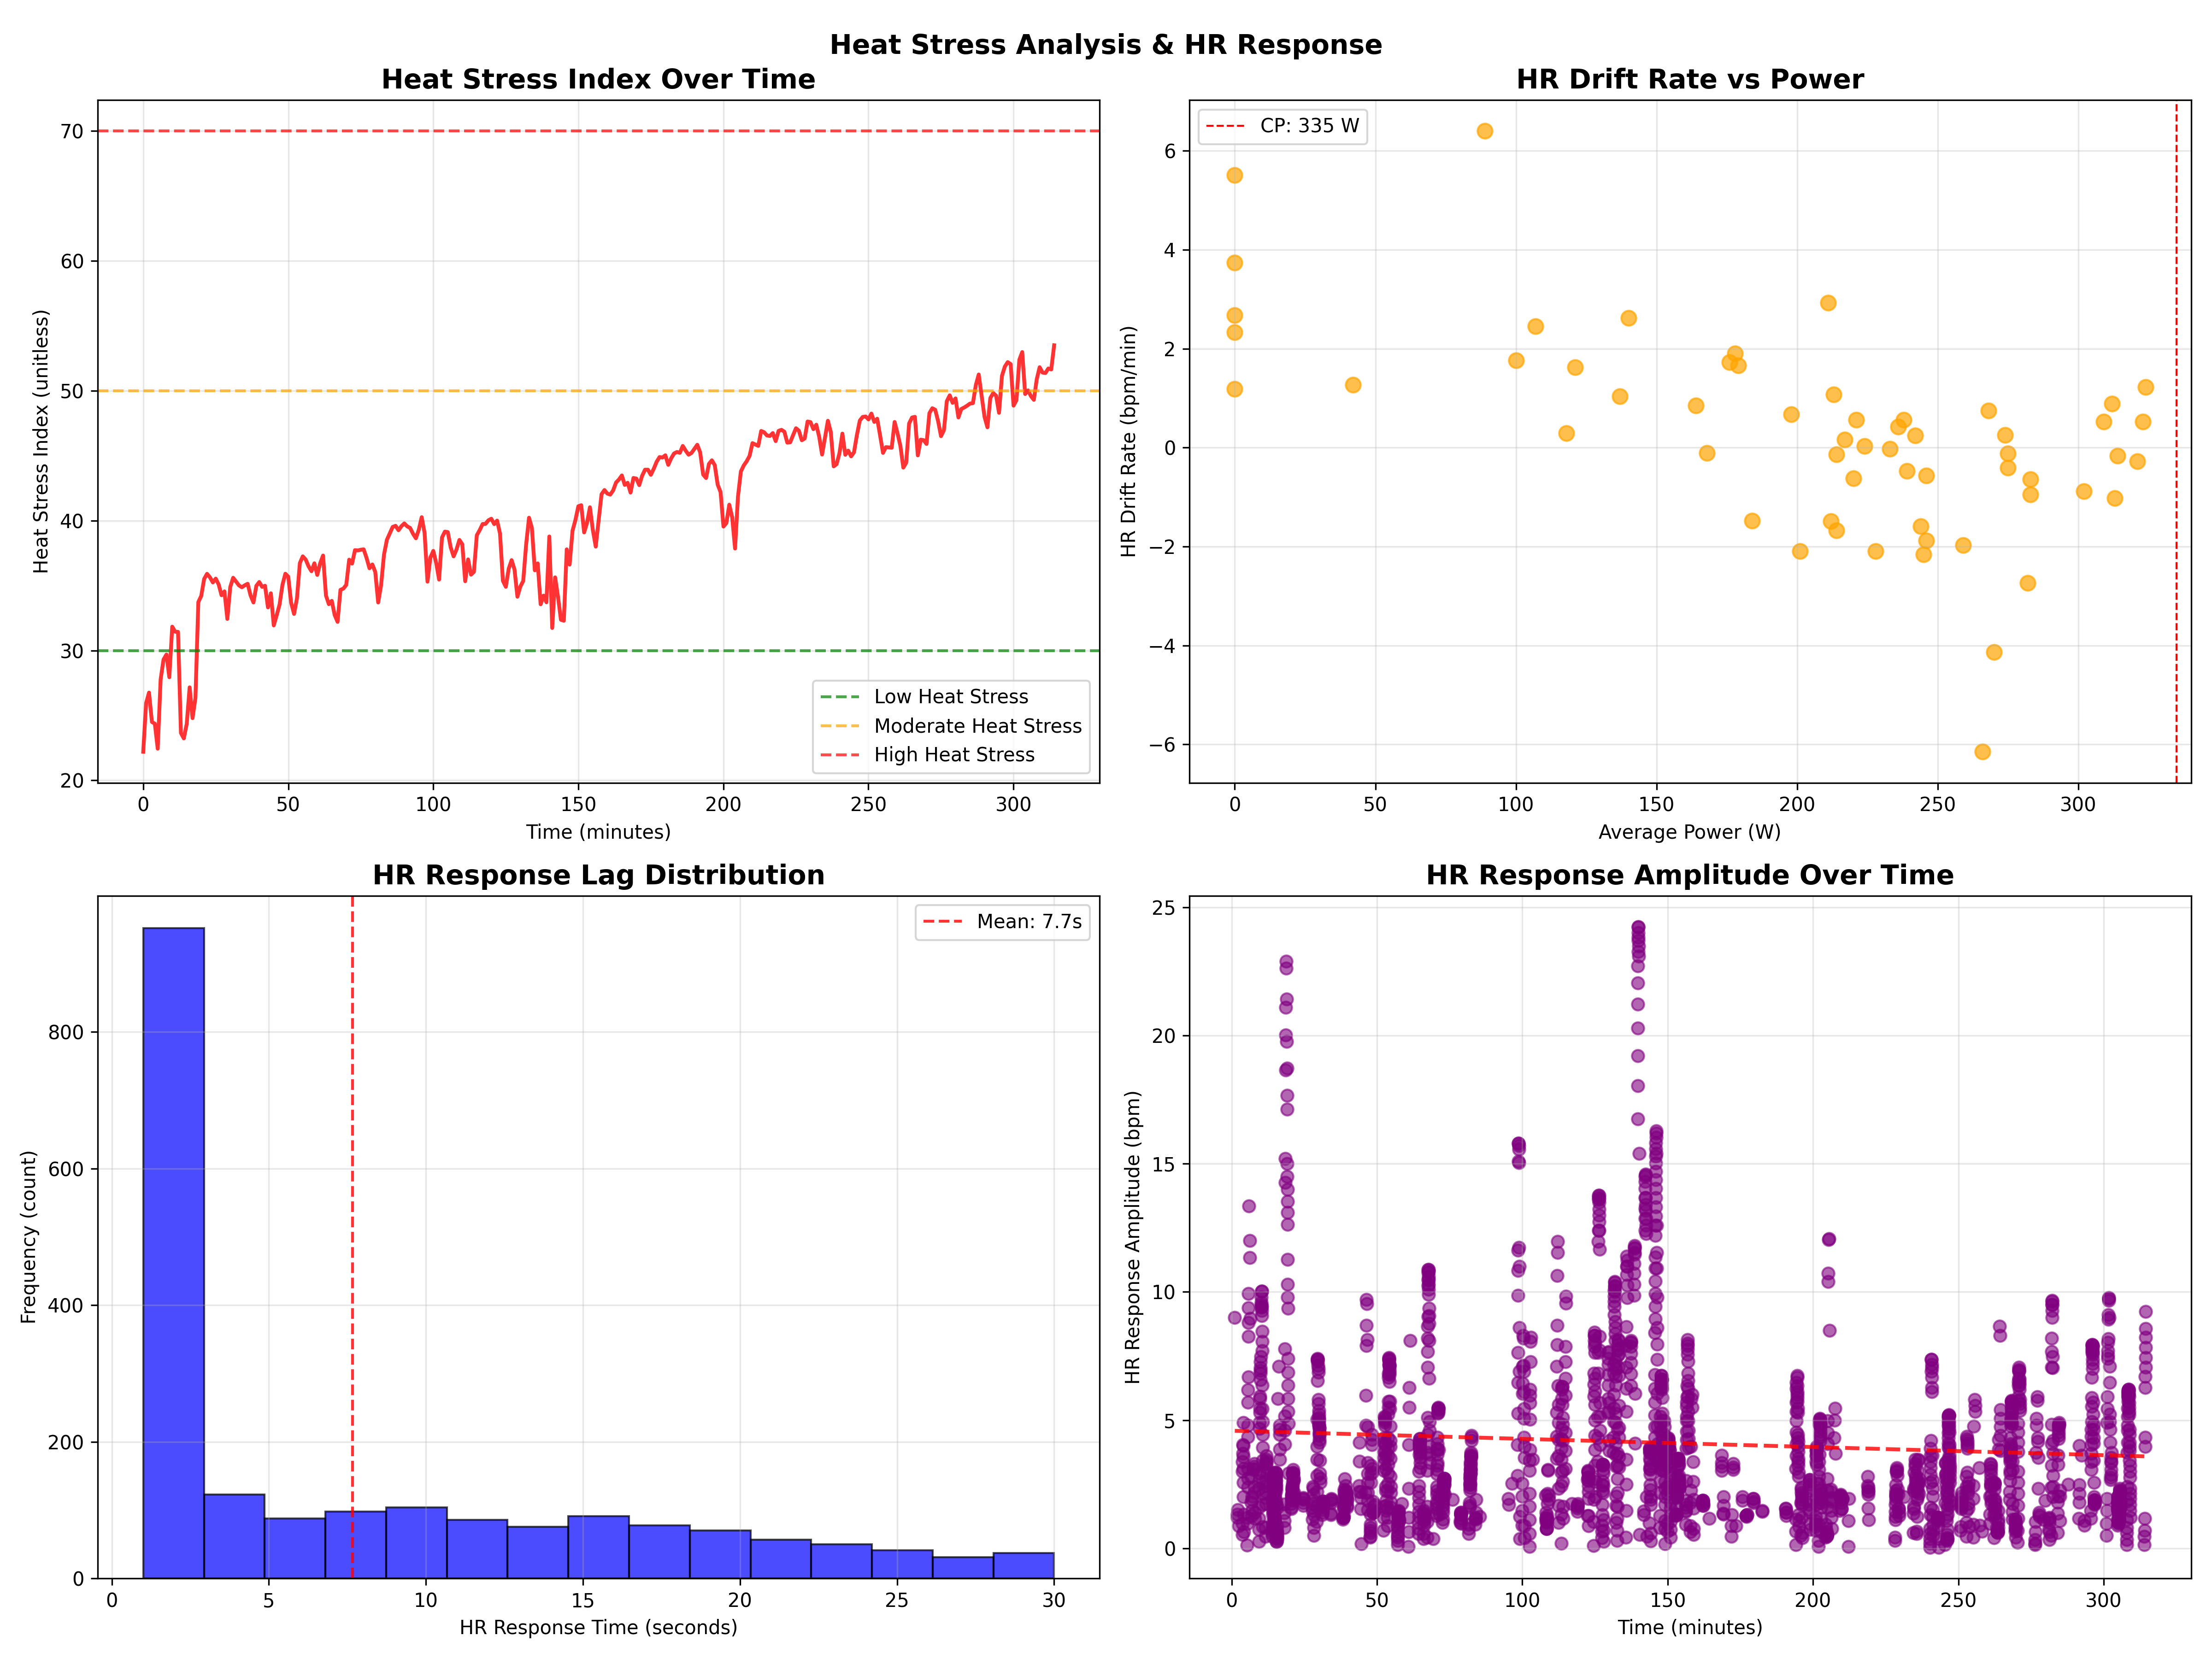 Heat Stress Analysis & HR Response
Heat Stress Index Over Time
70
60
50
40
30
20
Heat Stress Index (unitless)
0 50 100 150 200 250 300
Time (minutes)
Low Heat Stress
Moderate Heat Stress
High Heat Stress
HR Drift Rate vs Power
CP: 335 W
6
4
2
0
−2
−4
−6
HR Drift Rate (bpm/min)
0 50 100 150 200 250 300
Average Power (W)
HR Response Lag Distribution
Mean: 7.7s
800
600
400
200
0
Frequency (count)
0 5 10 15 20 25 30
HR Response Time (seconds)
HR Response Amplitude Over Time
25
20
15
10
5
0
HR Response Amplitude (bpm)
0 50 100 150 200 250 300
Time (minutes)